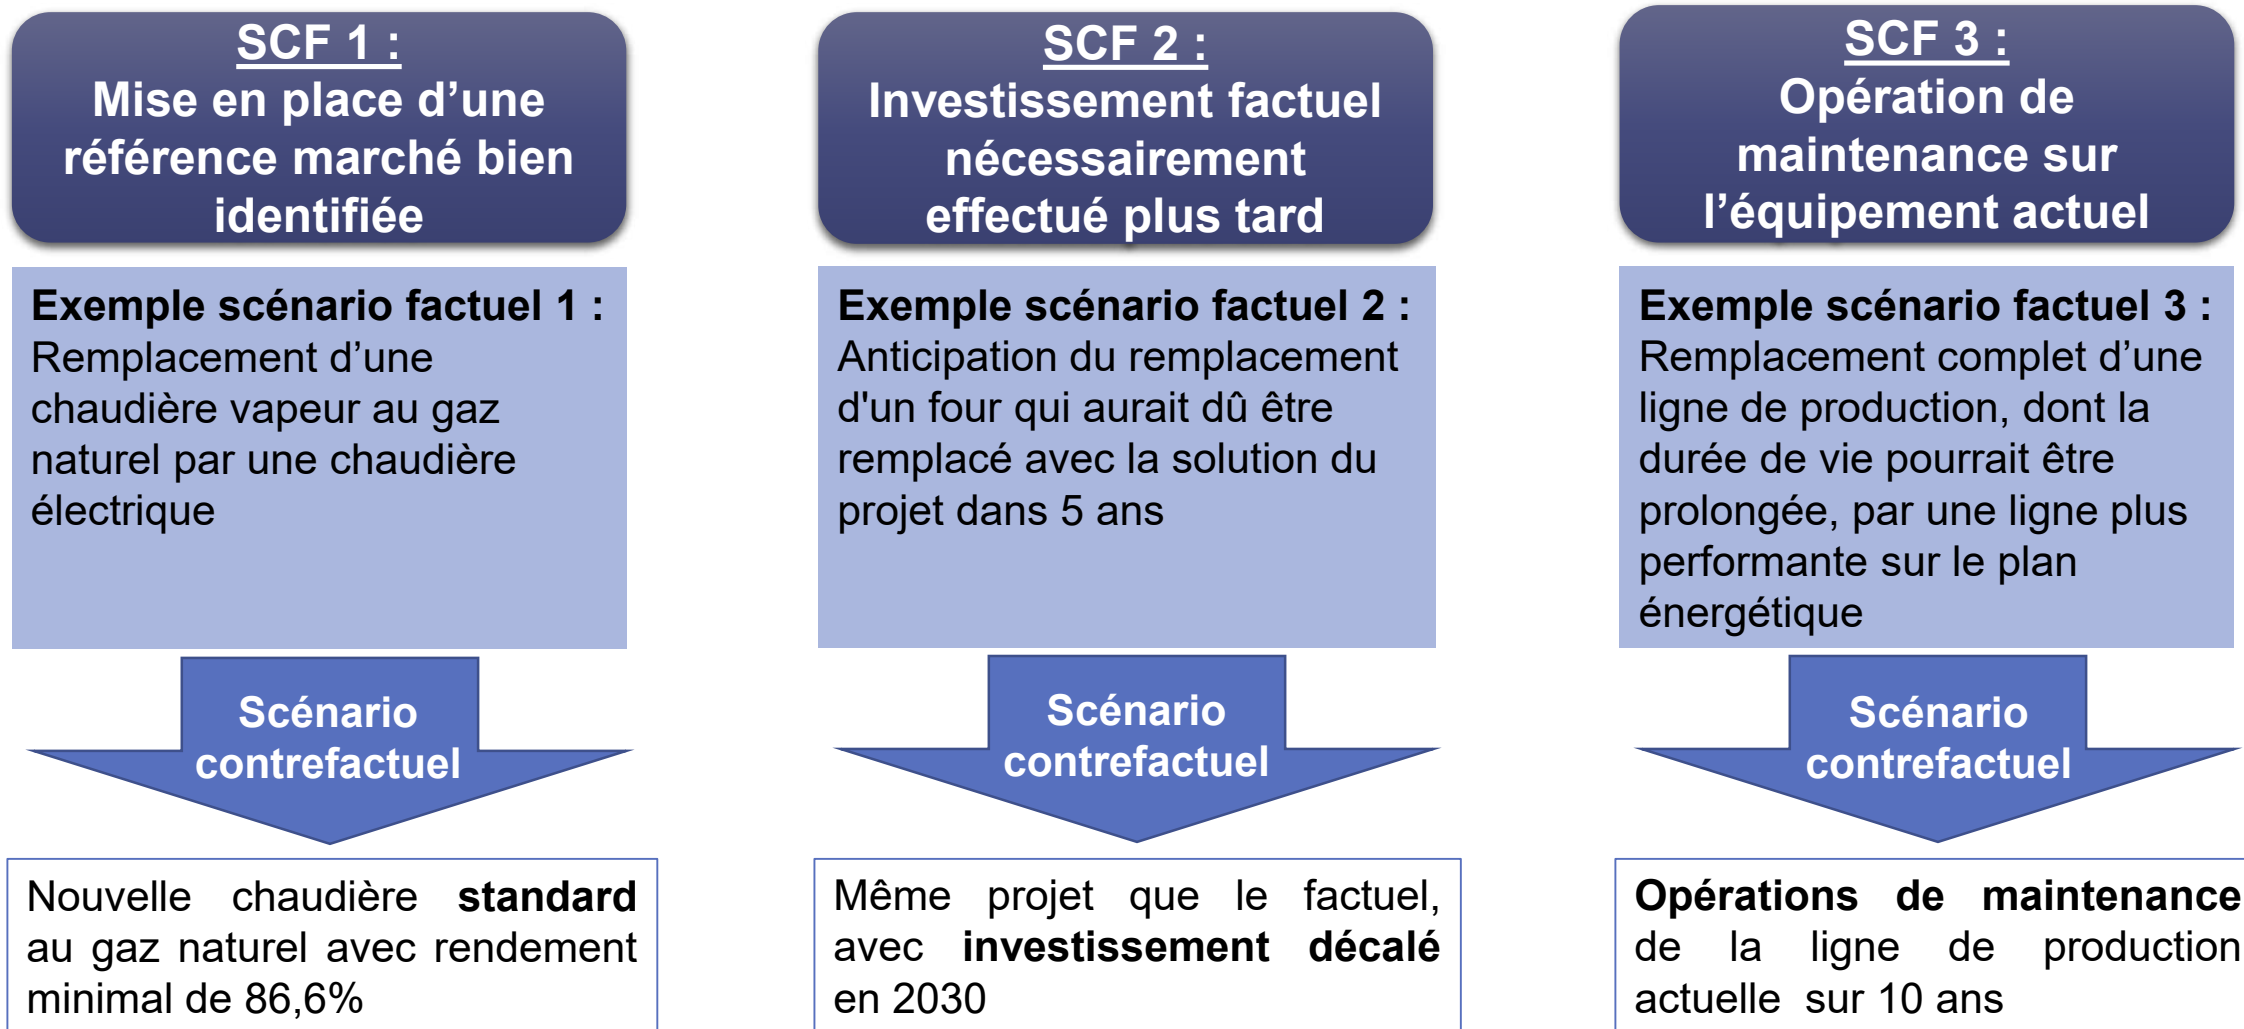 SCF 1 :
Mise en place d’une
référence marché bien
identifiée
Exemple scénario factuel 1 :
Remplacement d’une
chaudière vapeur au gaz
naturel par une chaudière
électrique
Scénario
contrefactuel
Nouvelle chaudière standard
au gaz naturel avec rendement
minimal de 86,6%
SCF 2 :
Investissement factuel
nécessairement
effectué plus tard
Exemple scénario factuel 2 :
Anticipation du remplacement
d'un four qui aurait dû être
remplacé avec la solution du
projet dans 5 ans
Scénario
contrefactuel
Même projet que le factuel,
avec investissement décalé
en 2030
SCF 3 :
Opération de
maintenance sur
l’équipement actuel
Exemple scénario factuel 3 :
Remplacement complet d’une
ligne de production, dont la
durée de vie pourrait être
prolongée, par une ligne plus
performante sur le plan
énergétique
Scénario
contrefactuel
Opérations de maintenance
de la ligne de production
actuelle sur 10 ans